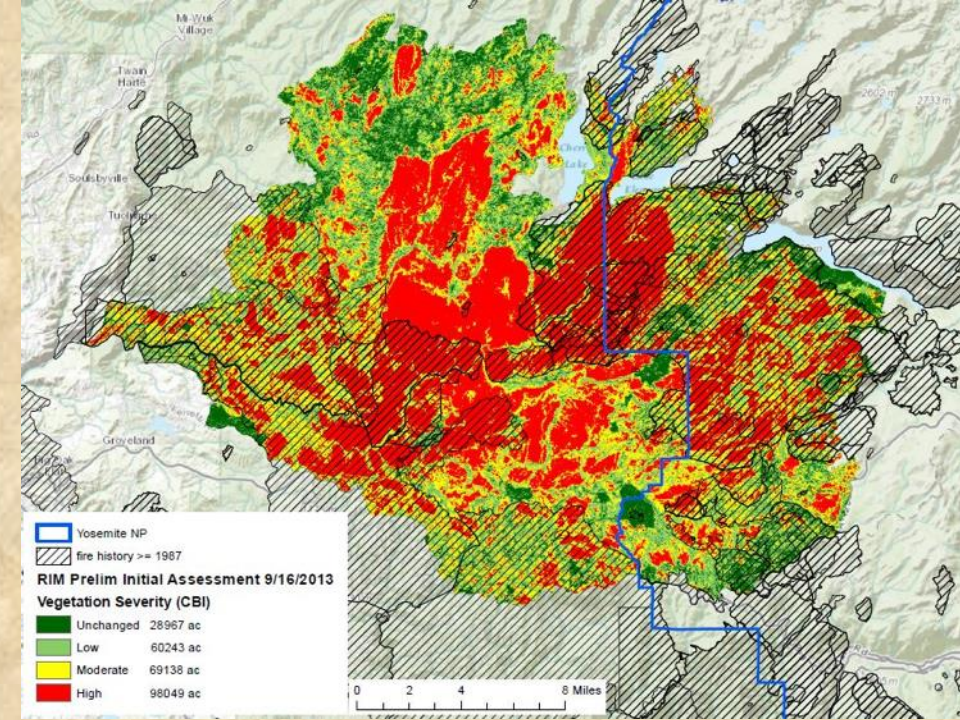 Mi-Wuk
Village
Twain
Harte
2602 m
2733 m
Lake
Soulsbyville
Groveland
Yosemite NP
fire history >= 1987
RIM Prelim Initial Assessment 9/16/2013
Vegetation Severity (CBI)
Unchanged 28967 ac
Low 60243 ac
Moderate 69138 ac
High 98049 ac
0 2 4 8 Miles